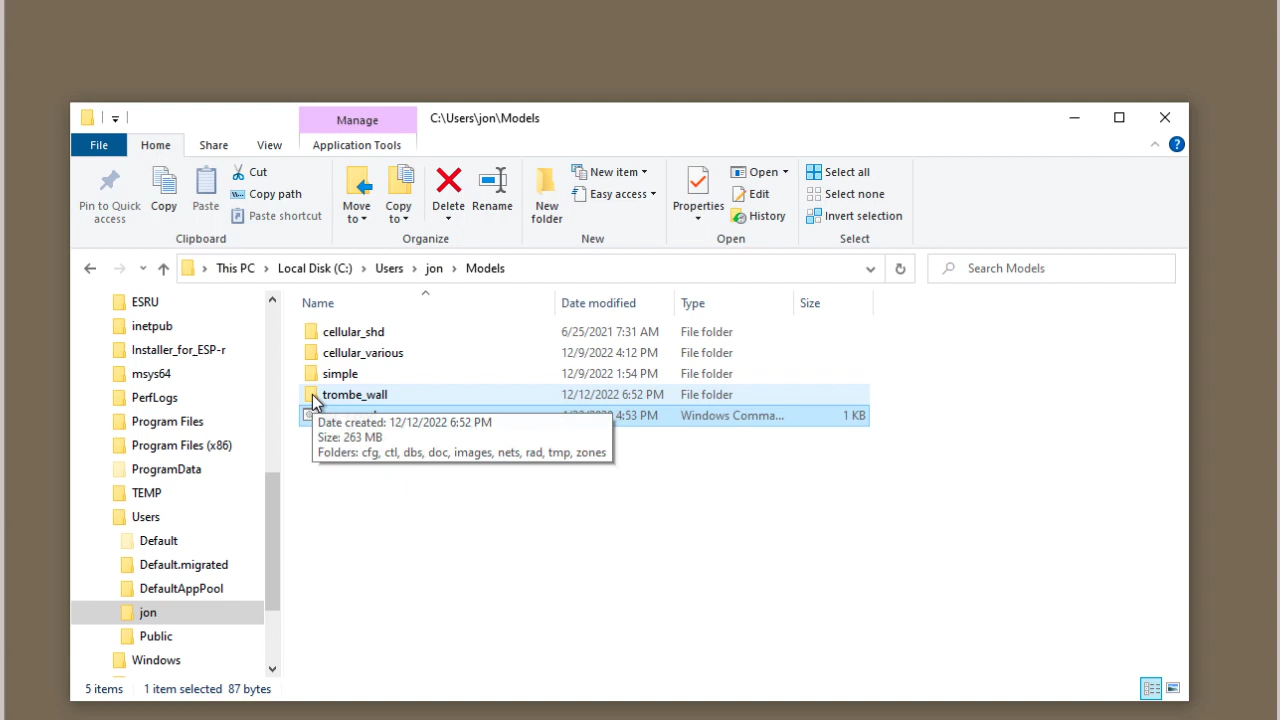 Manage
C:\Users\jon\Models
File
Home
Share
View
Application Tools
Pin to Quick access
Copy
Paste
Cut
Copy path
Paste shortcut
Clipboard
Move to
Copy to
Delete
Rename
Organize
New folder
New item
Easy access
New
Properties
Open
Edit
History
Open
Select all
Select none
Invert selection
Select
This PC
Local Disk (C:)
Users
jon
Models
Search Models
ESRU
inetpub
Installer_for_ESP-r
msys64
PerfLogs
Program Files
Program Files (x86)
ProgramData
TEMP
Users
Default
Default.migrated
DefaultAppPool
jon
Public
Windows
Name
Date modified
Type
Size
cellular_shd 6/25/2021 7:31 AM File folder
cellular_various 12/9/2022 4:12 PM File folder
simple 12/9/2022 1:54 PM File folder
trombe_wall 12/12/2022 6:52 PM File folder
4:53 PM Windows Comma... 1 KB
Date created: 12/12/2022 6:52 PM
Size: 263 MB
Folders: cfg, ctl, dbs, doc, images, nets, rad, tmp, zones
5 items 1 item selected 87 bytes